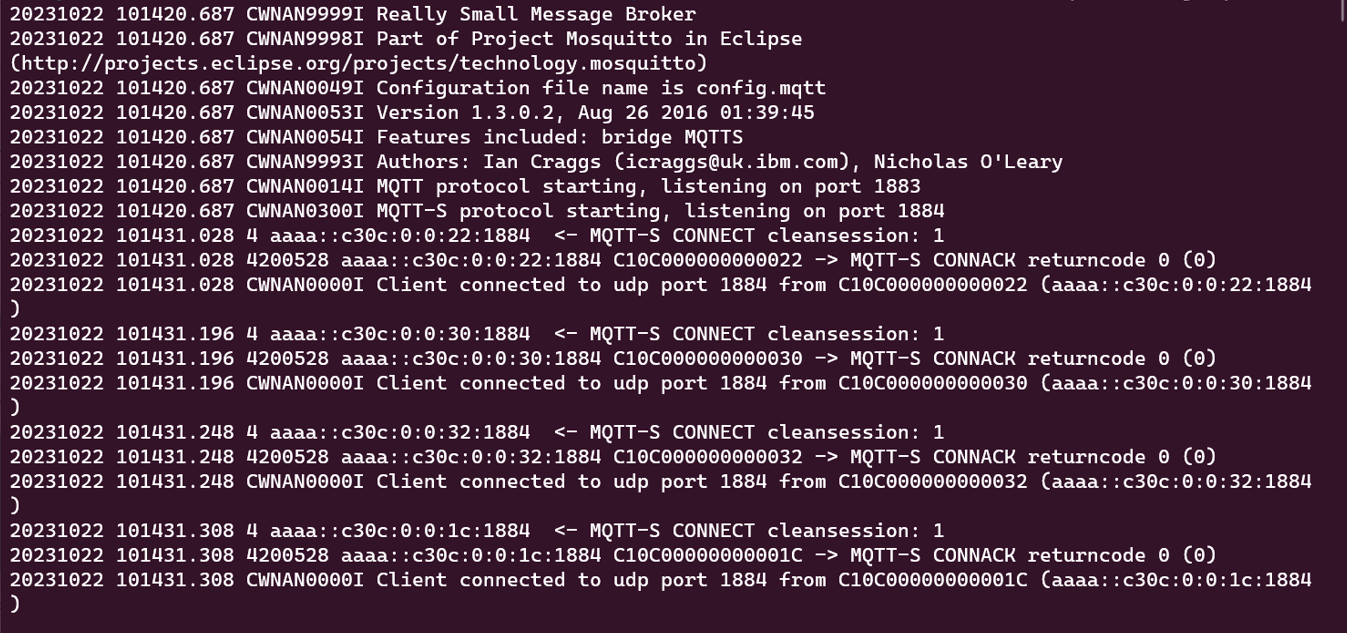 20231022 101420.687 CWNAN9999I Really Small Message Broker
20231022 101420.687 CWNAN9998I Part of Project Mosquitto in Eclipse
(http://projects.eclipse.org/projects/technology.mosquitto)
20231022 101420.687 CWNAN0049I Configuration file name is config.mqtt
20231022 101420.687 CWNAN0053I Version 1.3.0.2, Aug 26 2016 01:39:45
20231022 101420.687 CWNAN0054I Features included: bridge MQTTS
20231022 101420.687 CWNAN9993I Authors: Ian Craggs (icraggs@uk.ibm.com), Nicholas O'Leary
20231022 101420.687 CWNAN0014I MQTT protocol starting, listening on port 1883
20231022 101420.687 CWNAN0300I MQTT-S protocol starting, listening on port 1884
20231022 101431.028 4 aaaa::c30c:0:0:22:1884  <- MQTT-S CONNECT cleansession: 1
20231022 101431.028 4200528 aaaa::c30c:0:0:22:1884 C10C000000000022 -> MQTT-S CONNACK returncode 0 (0)
20231022 101431.028 CWNAN0000I Client connected to udp port 1884 from C10C000000000022 (aaaa::c30c:0:0:22:1884
)
20231022 101431.196 4 aaaa::c30c:0:0:30:1884  <- MQTT-S CONNECT cleansession: 1
20231022 101431.196 4200528 aaaa::c30c:0:0:30:1884 C10C000000000030 -> MQTT-S CONNACK returncode 0 (0)
20231022 101431.196 CWNAN0000I Client connected to udp port 1884 from C10C000000000030 (aaaa::c30c:0:0:30:1884
)
20231022 101431.248 4 aaaa::c30c:0:0:32:1884  <- MQTT-S CONNECT cleansession: 1
20231022 101431.248 4200528 aaaa::c30c:0:0:32:1884 C10C000000000032 -> MQTT-S CONNACK returncode 0 (0)
20231022 101431.248 CWNAN0000I Client connected to udp port 1884 from C10C000000000032 (aaaa::c30c:0:0:32:1884
)
20231022 101431.308 4 aaaa::c30c:0:0:1c:1884  <- MQTT-S CONNECT cleansession: 1
20231022 101431.308 4200528 aaaa::c30c:0:0:1c:1884 C10C00000000001C -> MQTT-S CONNACK returncode 0 (0)
20231022 101431.308 CWNAN0000I Client connected to udp port 1884 from C10C00000000001C (aaaa::c30c:0:0:1c:1884
)